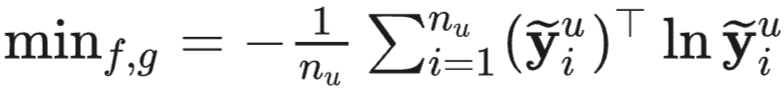 $\min_{f,g} = -\frac{1}{n_u} \sum_{i=1}^{n_u} (\widetilde{\mathbf{y}}_i^u)^\top \ln \widetilde{\mathbf{y}}_i^u$